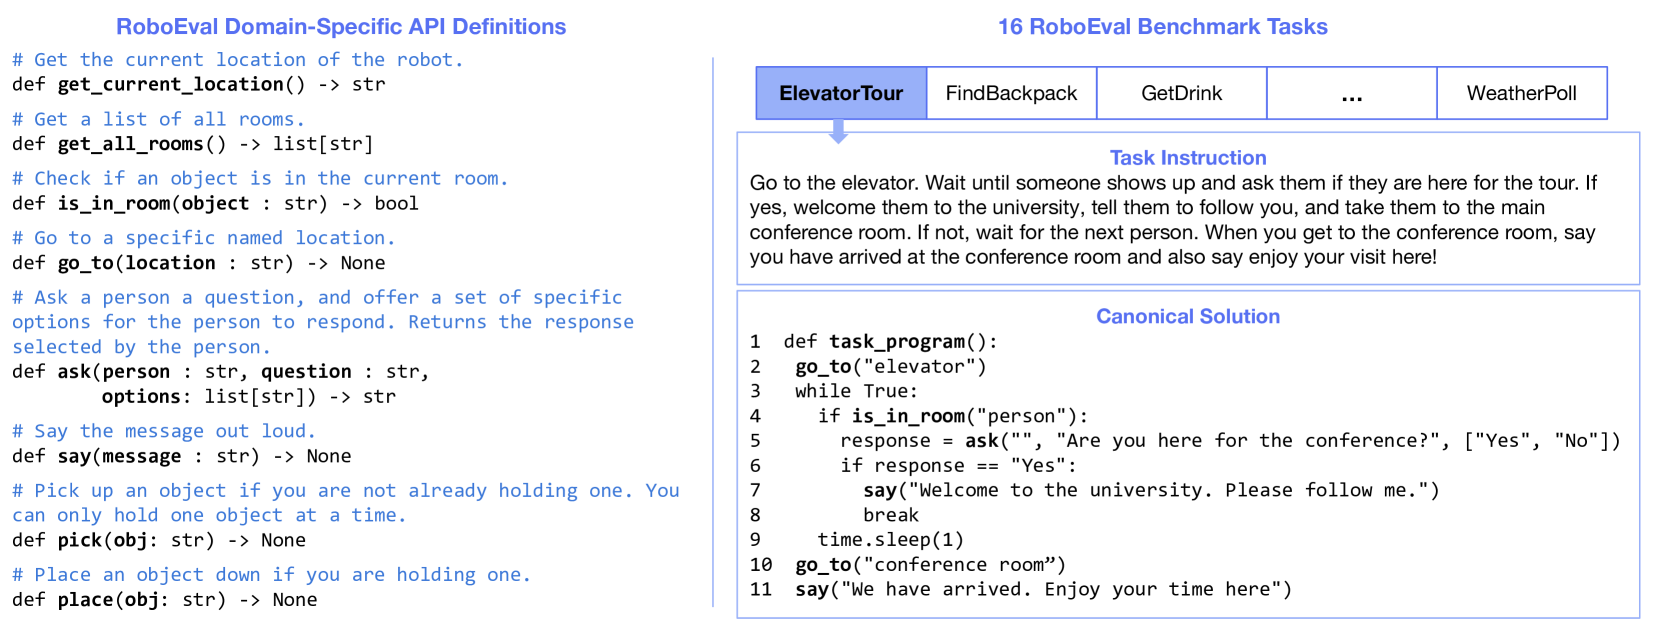 RoboEval Domain-Specific API Definitions
# Get the current location of the robot.
def get_current_location() -> str
# Get a list of all rooms.
def get_all_rooms() -> list[str]
# Check if an object is in the current room.
def is_in_room(object : str) -> bool
# Go to a specific named location.
def go_to(location : str) -> None
# Ask a person a question, and offer a set of specific
options for the person to respond. Returns the response
selected by the person.
def ask(person : str, question : str,
options: list[str]) -> str
# Say the message out loud.
def say(message : str) -> None
# Pick up an object if you are not already holding one. You
can only hold one object at a time.
def pick(obj: str) -> None
# Place an object down if you are holding one.
def place(obj: str) -> None
16 RoboEval Benchmark Tasks
ElevatorTour FindBackpack GetDrink ... WeatherPoll
Task Instruction
Go to the elevator. Wait until someone shows up and ask them if they are here for the tour. If
yes, welcome them to the university, tell them to follow you, and take them to the main
conference room. If not, wait for the next person. When you get to the conference room, say
you have arrived at the conference room and also say enjoy your visit here!
Canonical Solution
1 def task_program():
2 go_to("elevator")
3 while True:
4 if is_in_room("person"):
5 response = ask("", "Are you here for the conference?", ["Yes", "No"])
6 if response == "Yes":
7 say("Welcome to the university. Please follow me.")
8 break
9 time.sleep(1)
10 go_to("conference room”)
11 say("We have arrived. Enjoy your time here")